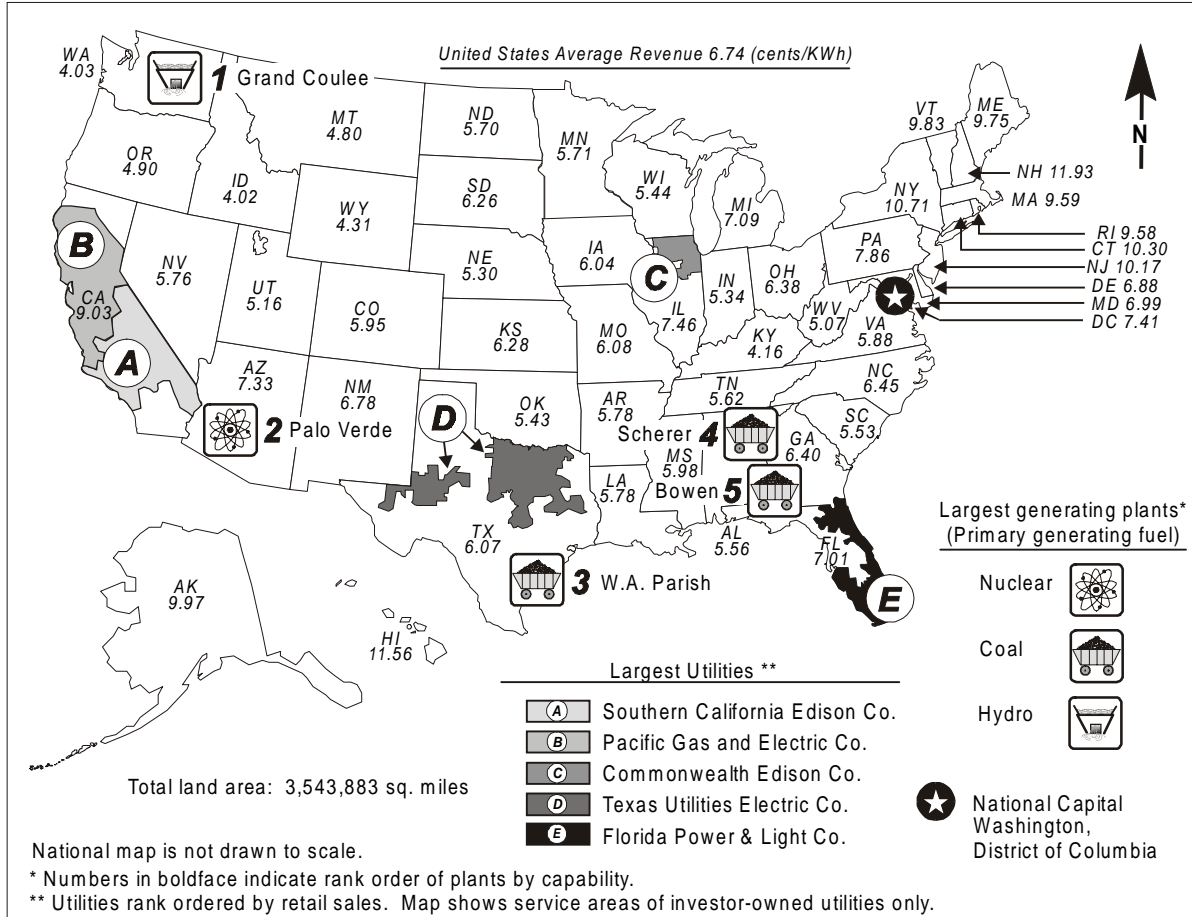 United States Average Revenue 6.74 (cents/KWh)
N
WA
4.03
1 Grand Coulee
MT
4.80
ND
5.70
MN
5.71
VT
9.83
ME
9.75
OR
4.90
ID
4.02
WY
4.31
SD
6.26
WI
5.44
MI
7.09
NY
10.71
NH 11.93
MA 9.59
RI 9.58
CT 10.30
NJ 10.17
DE 6.88
MD 6.99
DC 7.41
B
CA
9.03
NV
5.76
UT
5.16
CO
5.95
NE
5.30
IA
6.04
C
IL
7.46
IN
5.34
OH
6.38
PA
7.86
WV
5.07
VA
5.88
A
AZ
7.33
NM
6.78
KS
6.28
MO
6.08
KY
4.16
NC
6.45
2 Palo Verde
D
OK
5.43
AR
5.78
TN
5.62
SC
5.53
Scherer 4
GA
6.40
MS
5.98
Bowen 5
LA
5.78
TX
6.07
AL
5.56
FL
7.01
E
3 W.A. Parish
AK
9.97
HI
11.56
Largest generating plants*
(Primary generating fuel)
Nuclear
Coal
Hydro
Largest Utilities **
A Southern California Edison Co.
B Pacific Gas and Electric Co.
C Commonwealth Edison Co.
D Texas Utilities Electric Co.
E Florida Power & Light Co.
National Capital
Washington,
District of Columbia
Total land area: 3,543,883 sq. miles
National map is not drawn to scale.
* Numbers in boldface indicate rank order of plants by capability.
** Utilities rank ordered by retail sales. Map shows service areas of investor-owned utilities only.